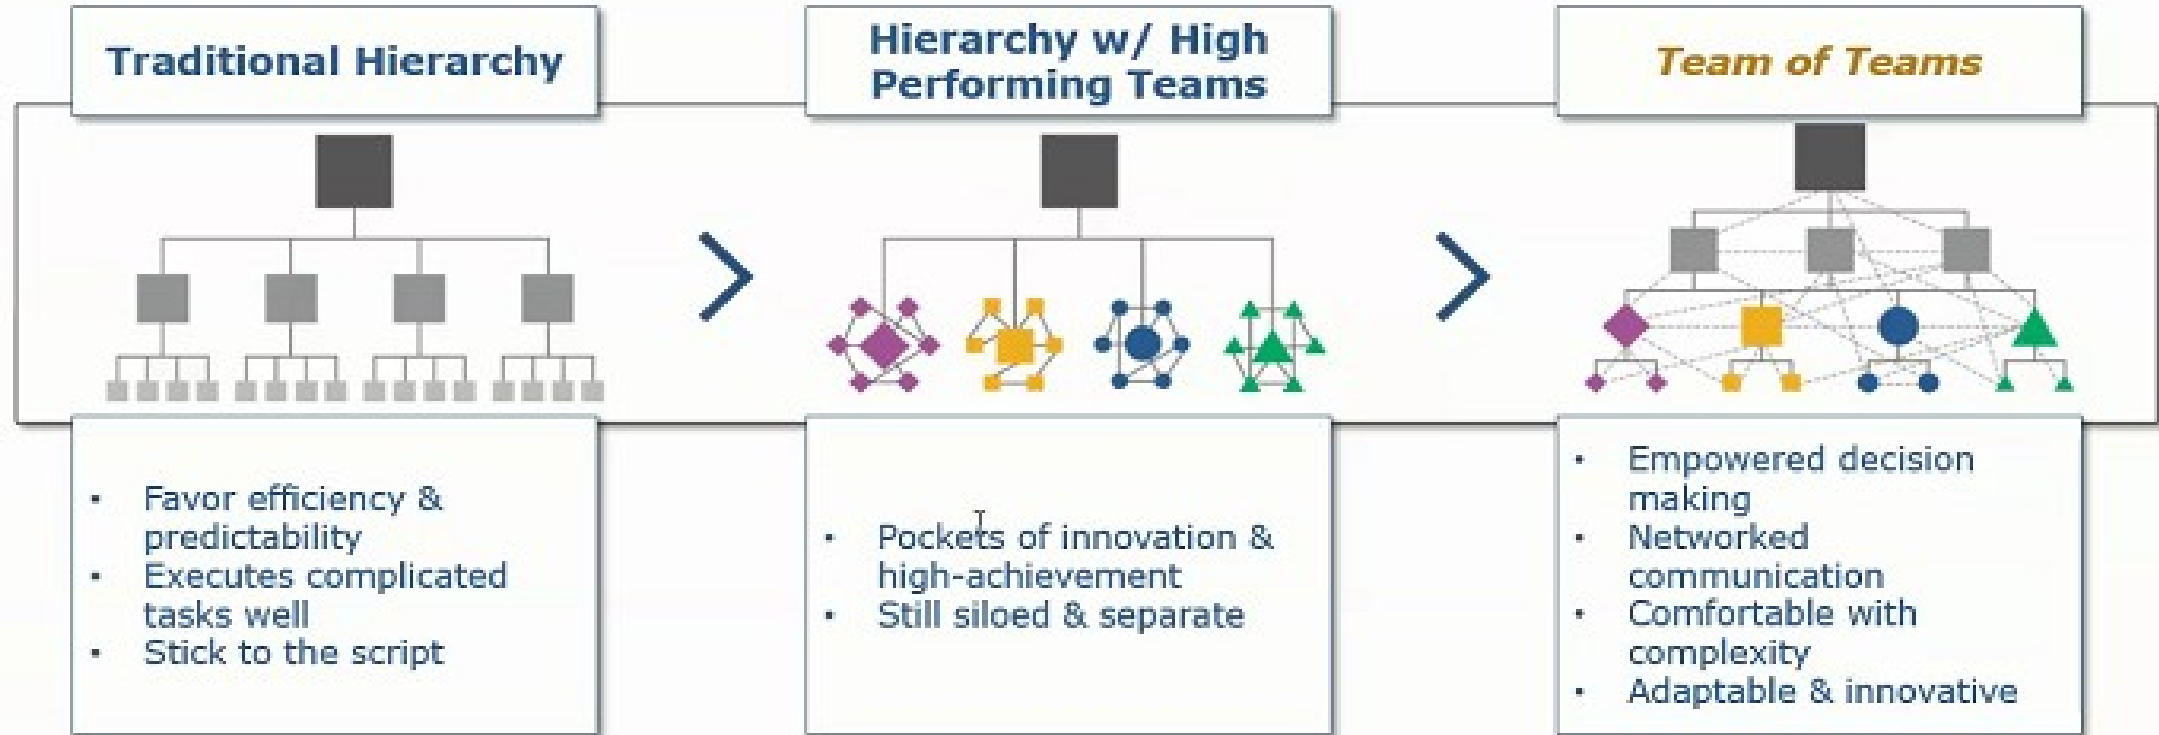 Traditional Hierarchy
Hierarchy w/ High
Performing Teams
Team of Teams
• Favor efficiency &
predictability
• Executes complicated
tasks well
• Stick to the script
• Pockets of innovation &
high-achievement
• Still siloed & separate
• Empowered decision
making
• Networked
communication
• Comfortable with
complexity
• Adaptable & innovative